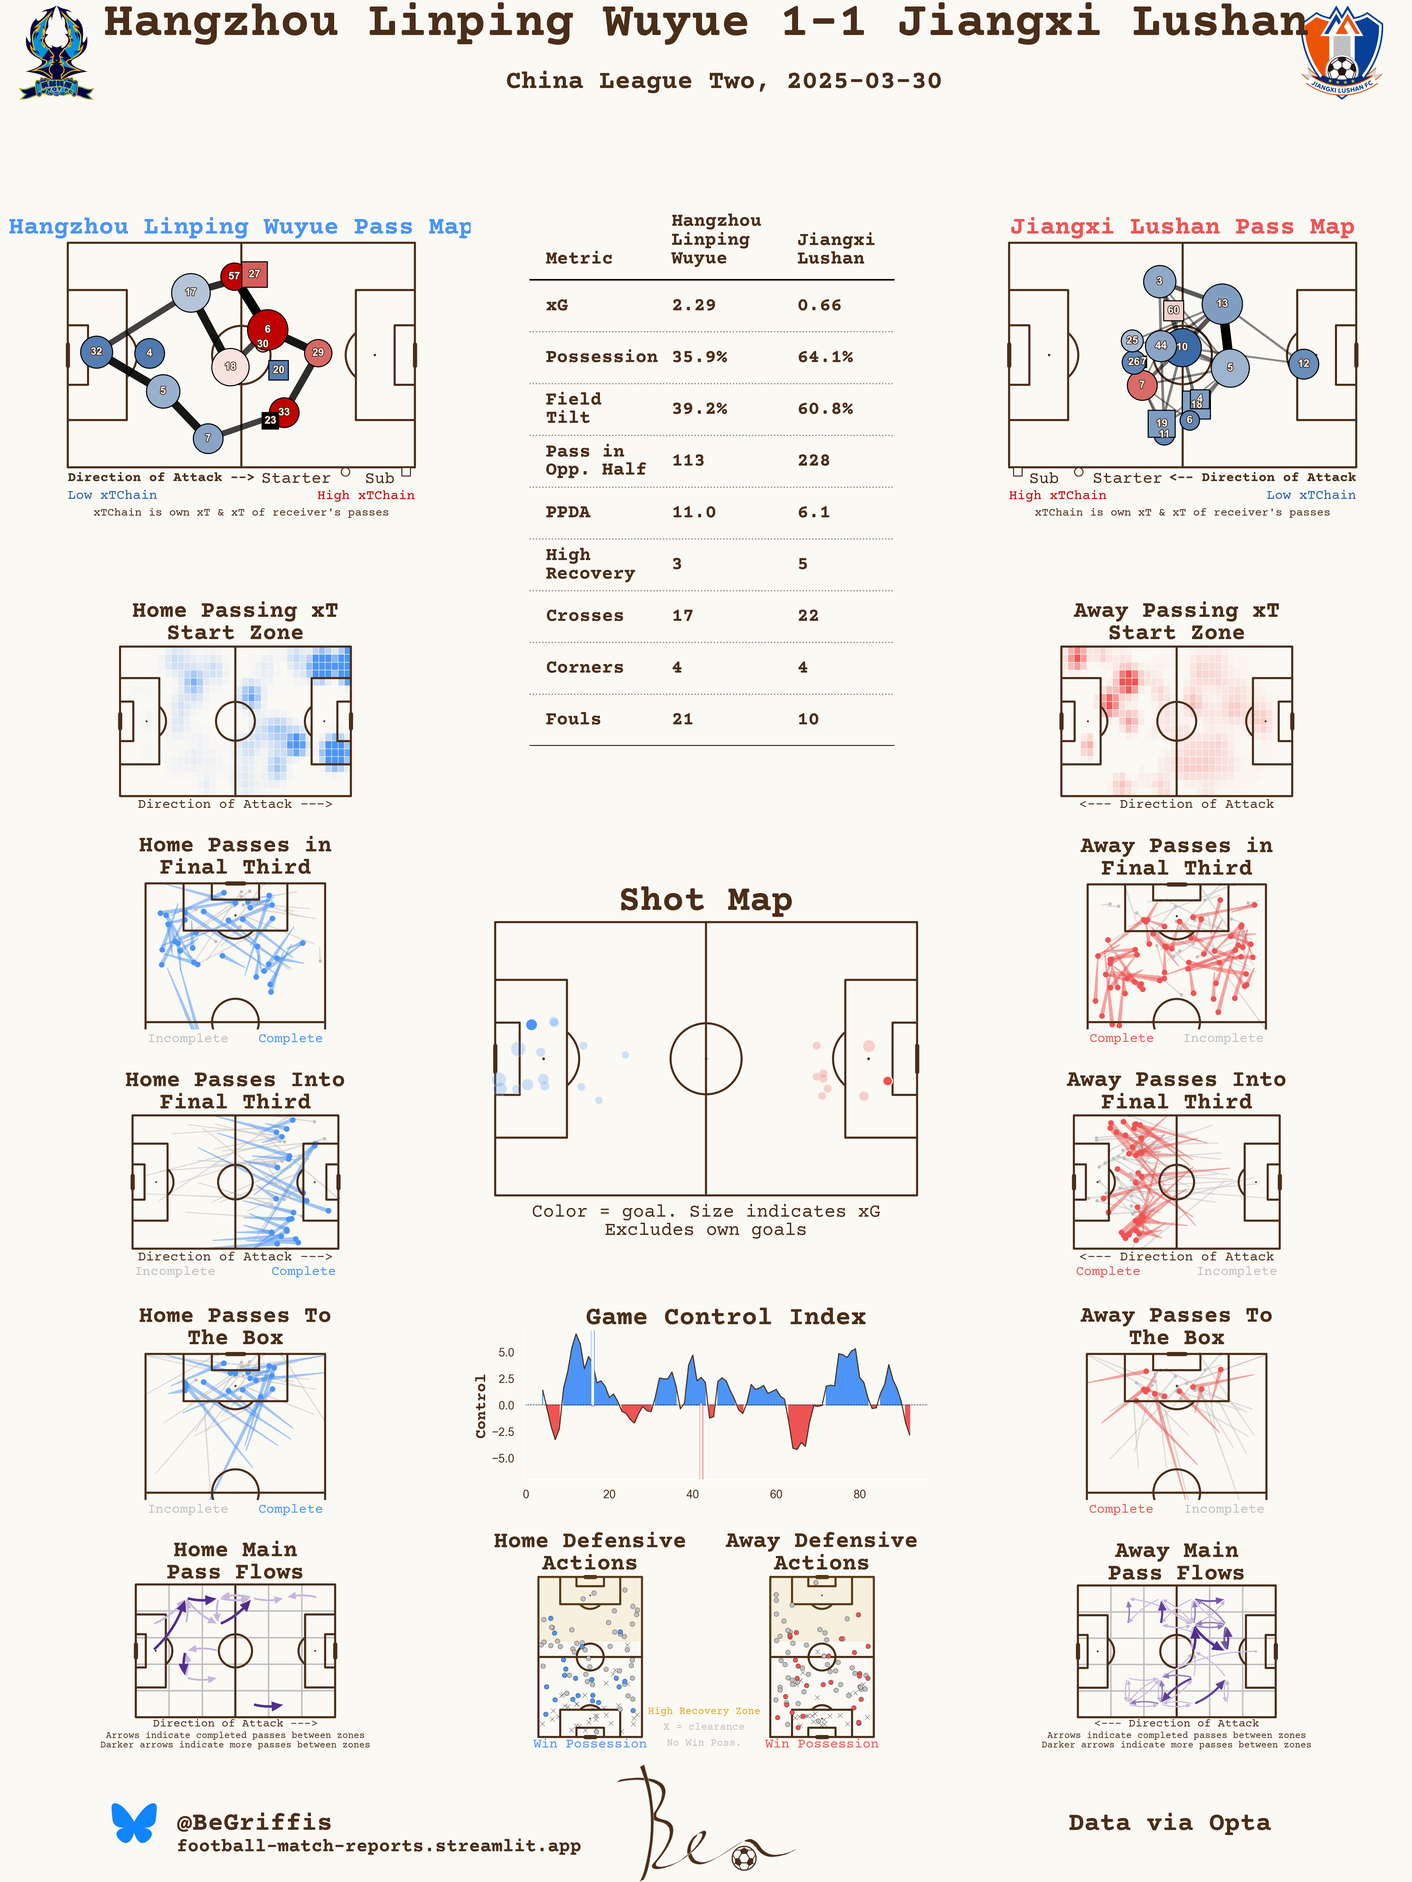 Hangzhou Linping Wuyue 1-1 Jiangxi Lushan
China League Two, 2025-03-30
JIANGXI LUSHAN FC
Hangzhou Linping Wuyue Pass Map
57
27
17
6
30
32
4
18
29
20
5
33
23
7
Direction of Attack --> Starter Sub
Low xTChain High xTChain
xTChain is own xT & xT of receiver's passes
Metric Hangzhou Linping Wuyue Jiangxi Lushan
xG 2.29 0.66
Possession 35.9% 64.1%
Field Tilt 39.2% 60.8%
Pass in Opp. Half 113 228
PPDA 11.0 6.1
High Recovery 3 5
Crosses 17 22
Corners 4 4
Fouls 21 10
Jiangxi Lushan Pass Map
3
13
60
25
44
10
26
7
5
12
7
4
18
19
6
11
Sub Starter <-- Direction of Attack
High xTChain Low xTChain
xTChain is own xT & xT of receiver's passes
Home Passing xT
Start Zone
Direction of Attack --->
Away Passing xT
Start Zone
<--- Direction of Attack
Home Passes in
Final Third
Incomplete Complete
Away Passes in
Final Third
Complete Incomplete
Shot Map
Color = goal. Size indicates xG
Excludes own goals
Home Passes Into
Final Third
Direction of Attack --->
Incomplete Complete
Away Passes Into
Final Third
<--- Direction of Attack
Complete Incomplete
Home Passes To
The Box
Incomplete Complete
Game Control Index
Control
5.0
2.5
0.0
−2.5
−5.0
0 20 40 60 80
Away Passes To
The Box
Complete Incomplete
Home Main
Pass Flows
Direction of Attack --->
Arrows indicate completed passes between zones
Darker arrows indicate more passes between zones
Home Defensive
Actions
Win Possession
High Recovery Zone
X = clearance
No Win Poss.
Away Defensive
Actions
Win Possession
Away Main
Pass Flows
<--- Direction of Attack
Arrows indicate completed passes between zones
Darker arrows indicate more passes between zones
@BeGriffis
football-match-reports.streamlit.app
Ben
Data via Opta